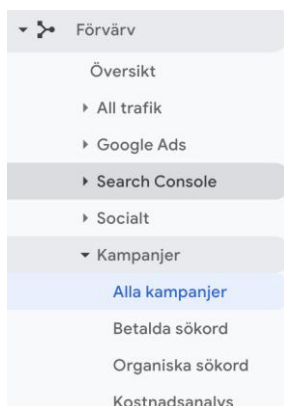 Förvärv
Översikt
All trafik
Google Ads
Search Console
Socialt
Kampanjer
Alla kampanjer
Betalda sökord
Organiska sökord
Kostnadsanalys